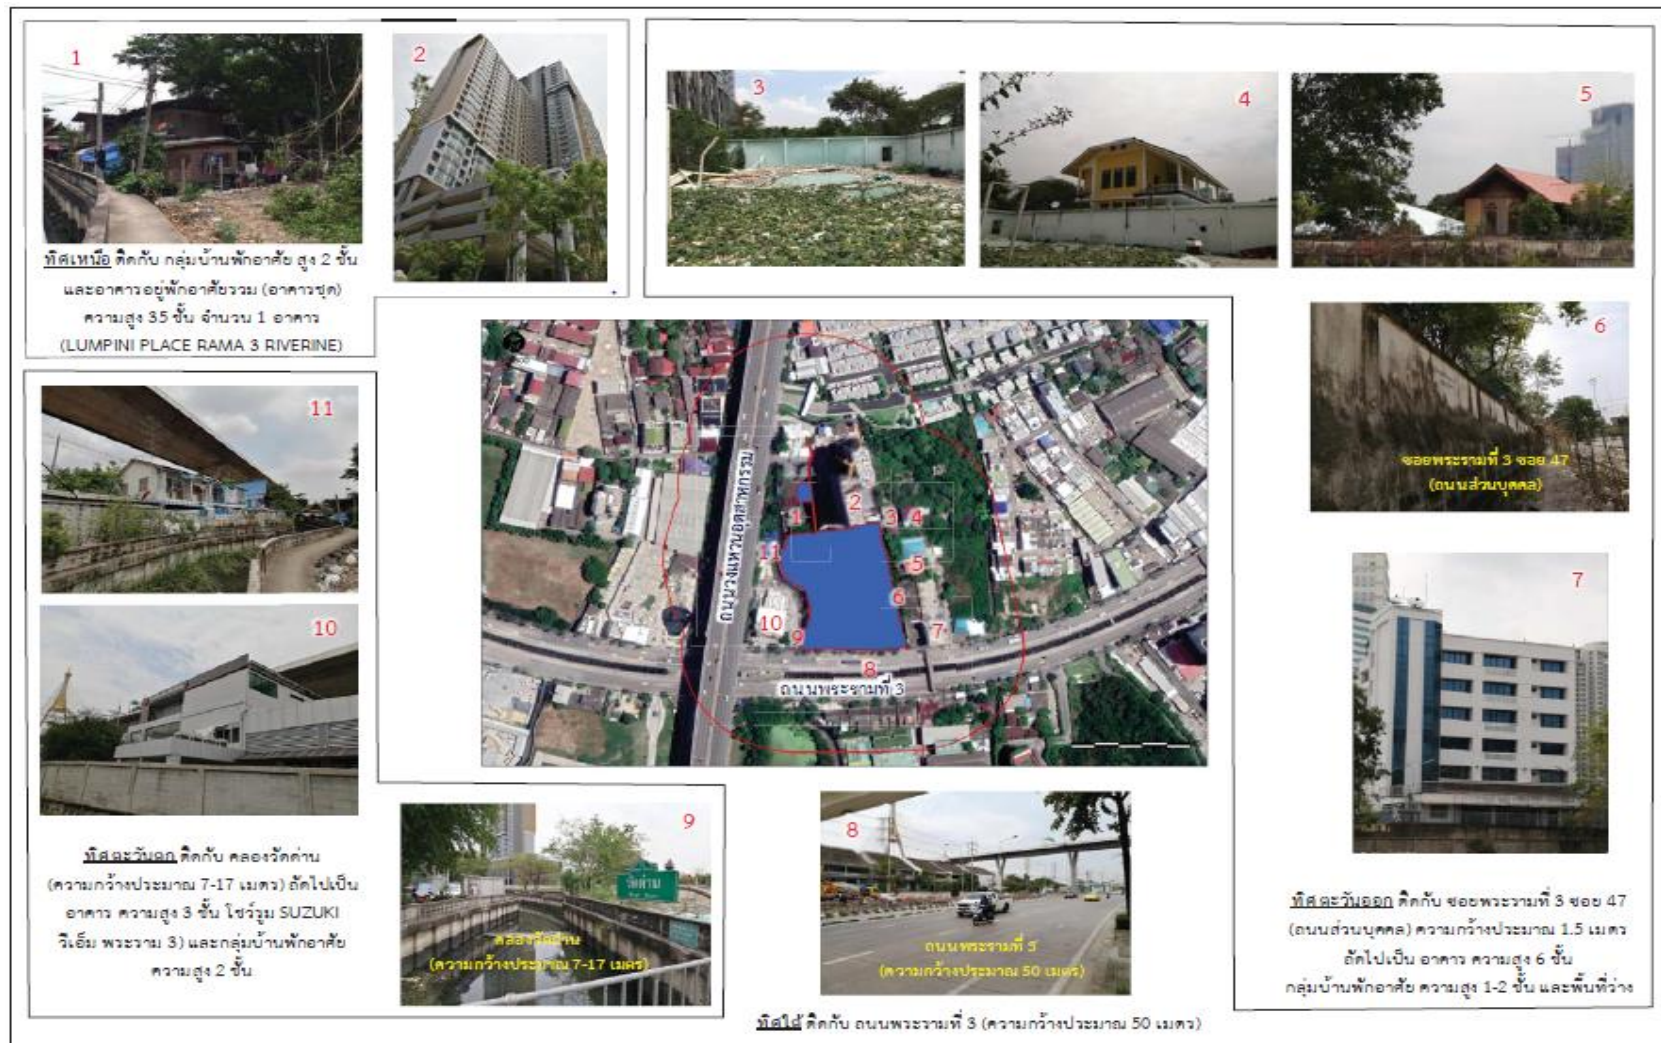 1
2
3
4
5
ทิศเหนือ ติดกับ กลุ่มบ้านพักอาศัย สูง 2 ชั้น
และอาคารอยู่พักอาศัยรวม (อาคารชุด)
ความสูง 35 ชั้น จำนวน 1 อาคาร
(LUMPINI PLACE RAMA 3 RIVERINE)
6
ซอยพระรามที่ 3 ซอย 47
(ถนนส่วนบุคคล)
11
10
ถนนวงแหวนอุตสาหกรรม
1
2
3
4
11
5
6
10
9
7
8
ถนนพระรามที่ 3
7
ทิศตะวันตก ติดกับ คลองวัดด่าน
(ความกว้างประมาณ 7-17 เมตร) ถัดไปเป็น
อาคาร ความสูง 3 ชั้น โชว์รูม SUZUKI
วีเอ็ม พระราม 3) และกลุ่มบ้านพักอาศัย
ความสูง 2 ชั้น
9
วัดด่าน
คลองวัดด่าน
(ความกว้างประมาณ 7-17 เมตร)
8
ถนนพระรามที่ 3
(ความกว้างประมาณ 50 เมตร)
ทิศใต้ ติดกับ ถนนพระรามที่ 3 (ความกว้างประมาณ 50 เมตร)
ทิศตะวันออก ติดกับ ซอยพระรามที่ 3 ซอย 47
(ถนนส่วนบุคคล) ความกว้างประมาณ 1.5 เมตร
ถัดไปเป็น อาคาร ความสูง 6 ชั้น
กลุ่มบ้านพักอาศัย ความสูง 1-2 ชั้น และพื้นที่ว่าง